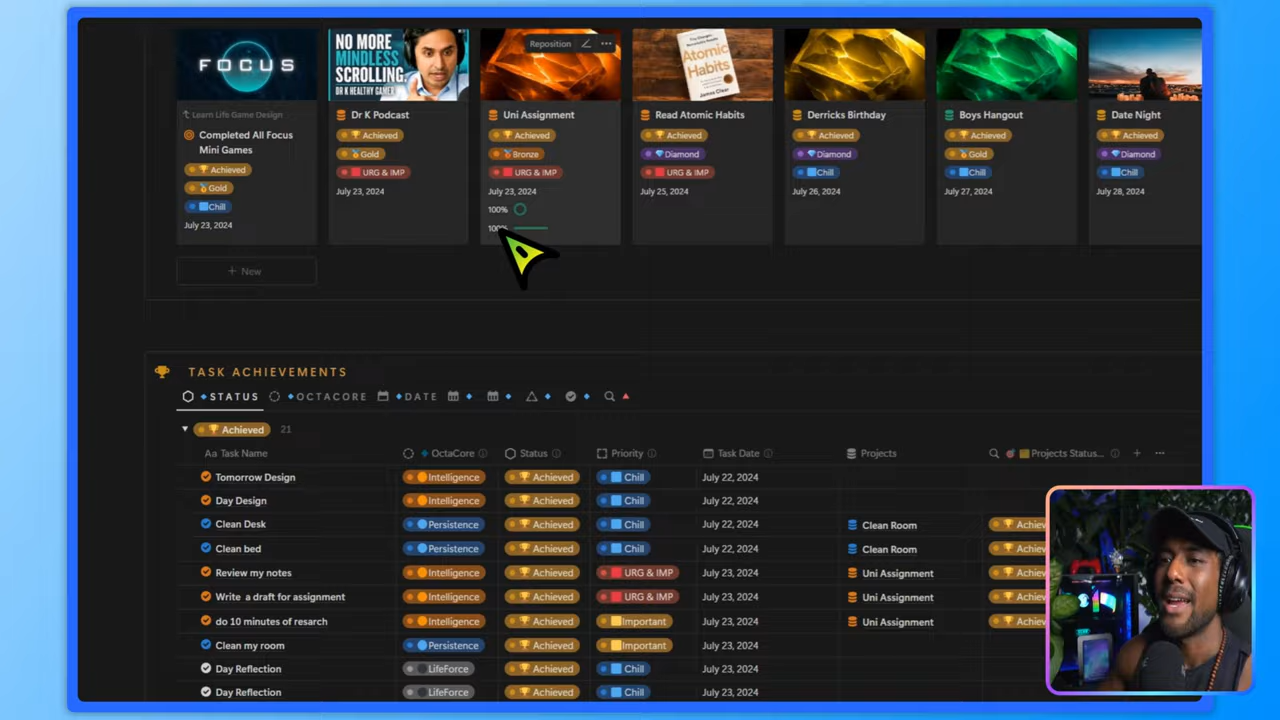 FOCUS
Learn Life Game Design
Completed All Focus
Mini Games
Achieved
Gold
Chill
July 23, 2024
NO MORE
MINDLESS
SCROLLING.
DR K HEALTHY GAMER
Dr K Podcast
Achieved
Gold
URG & IMP
July 23, 2024
Reposition
Uni Assignment
Achieved
Bronze
URG & IMP
July 23, 2024
100%
100%
Atomic
Habits
James Clear
Read Atomic Habits
Achieved
Diamond
URG & IMP
July 25, 2024
Derricks Birthday
Achieved
Diamond
Chill
July 26, 2024
Boys Hangout
Achieved
Gold
Chill
July 27, 2024
Date Night
Achieved
Diamond
Chill
July 28, 2024
+ New
TASK ACHIEVEMENTS
STATUS OCTACORE DATE
Achieved 21
Aa Task Name OctaCore Status Priority Task Date Projects Projects Status...
Tomorrow Design Intelligence Achieved Chill July 22, 2024
Day Design Intelligence Achieved Chill July 22, 2024
Clean Desk Persistence Achieved Chill July 22, 2024 Clean Room Achiev
Clean bed Persistence Achieved Chill July 22, 2024 Clean Room Achiev
Review my notes Intelligence Achieved URG & IMP July 23, 2024 Uni Assignment Achiev
Write a draft for assignment Intelligence Achieved URG & IMP July 23, 2024 Uni Assignment Achiev
do 10 minutes of resarch Intelligence Achieved Important July 23, 2024 Uni Assignment Achiev
Clean my room Persistence Achieved Important July 23, 2024
Day Reflection LifeForce Achieved Chill July 23, 2024
Day Reflection LifeForce Achieved Chill July 23, 2024